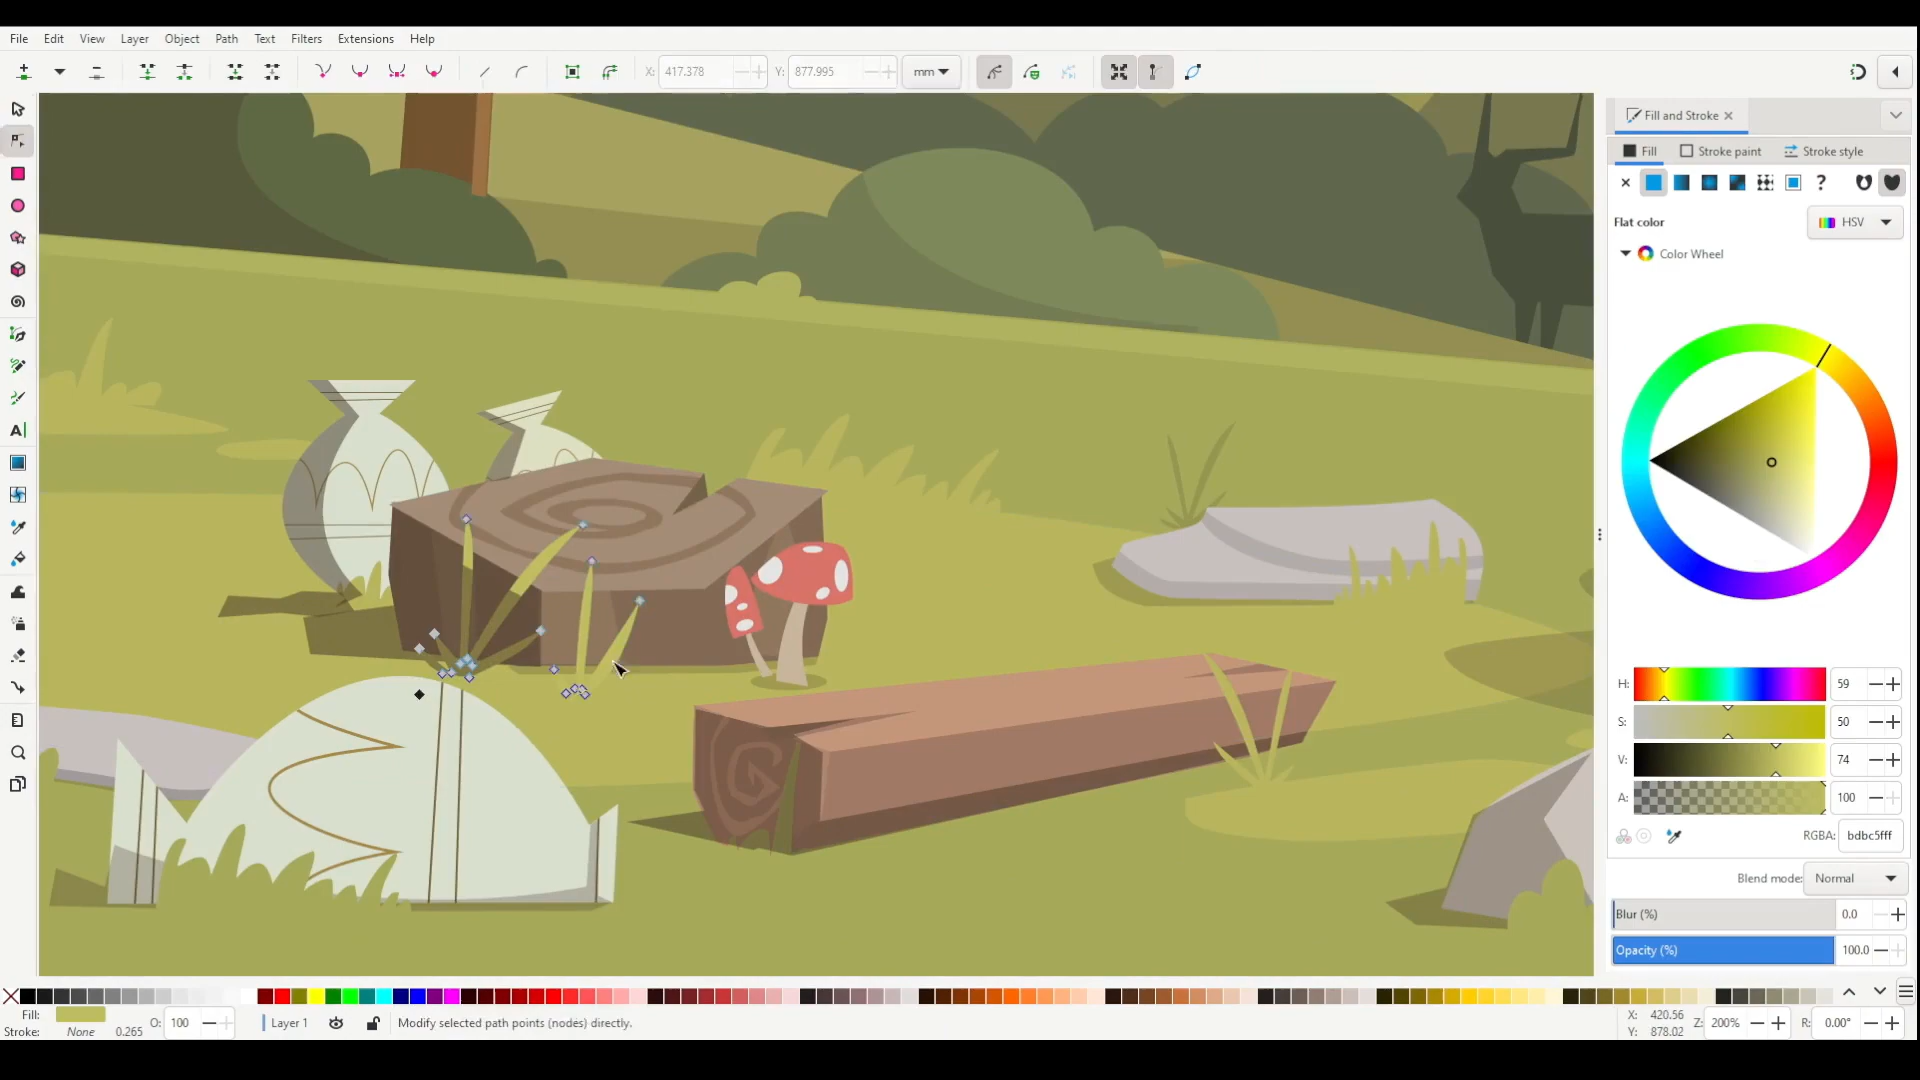 File Edit View Layer Object Path Text Filters Extensions Help
X: 417.378 Y: 877.995 mm
Fill and Stroke
Fill Stroke paint Stroke style
?
Flat color HSV
Color Wheel
H: 59
S: 50
V: 74
A: 100
RGBA: bdbc5fff
Blend mode: Normal
Blur (%) 0.0
Opacity (%) 100.0
Fill: O: 100 Layer 1 Modify selected path points (nodes) directly. X: 420.56 Z: 200% R: 0.00°
Stroke: None 0.265 Y: 878.02